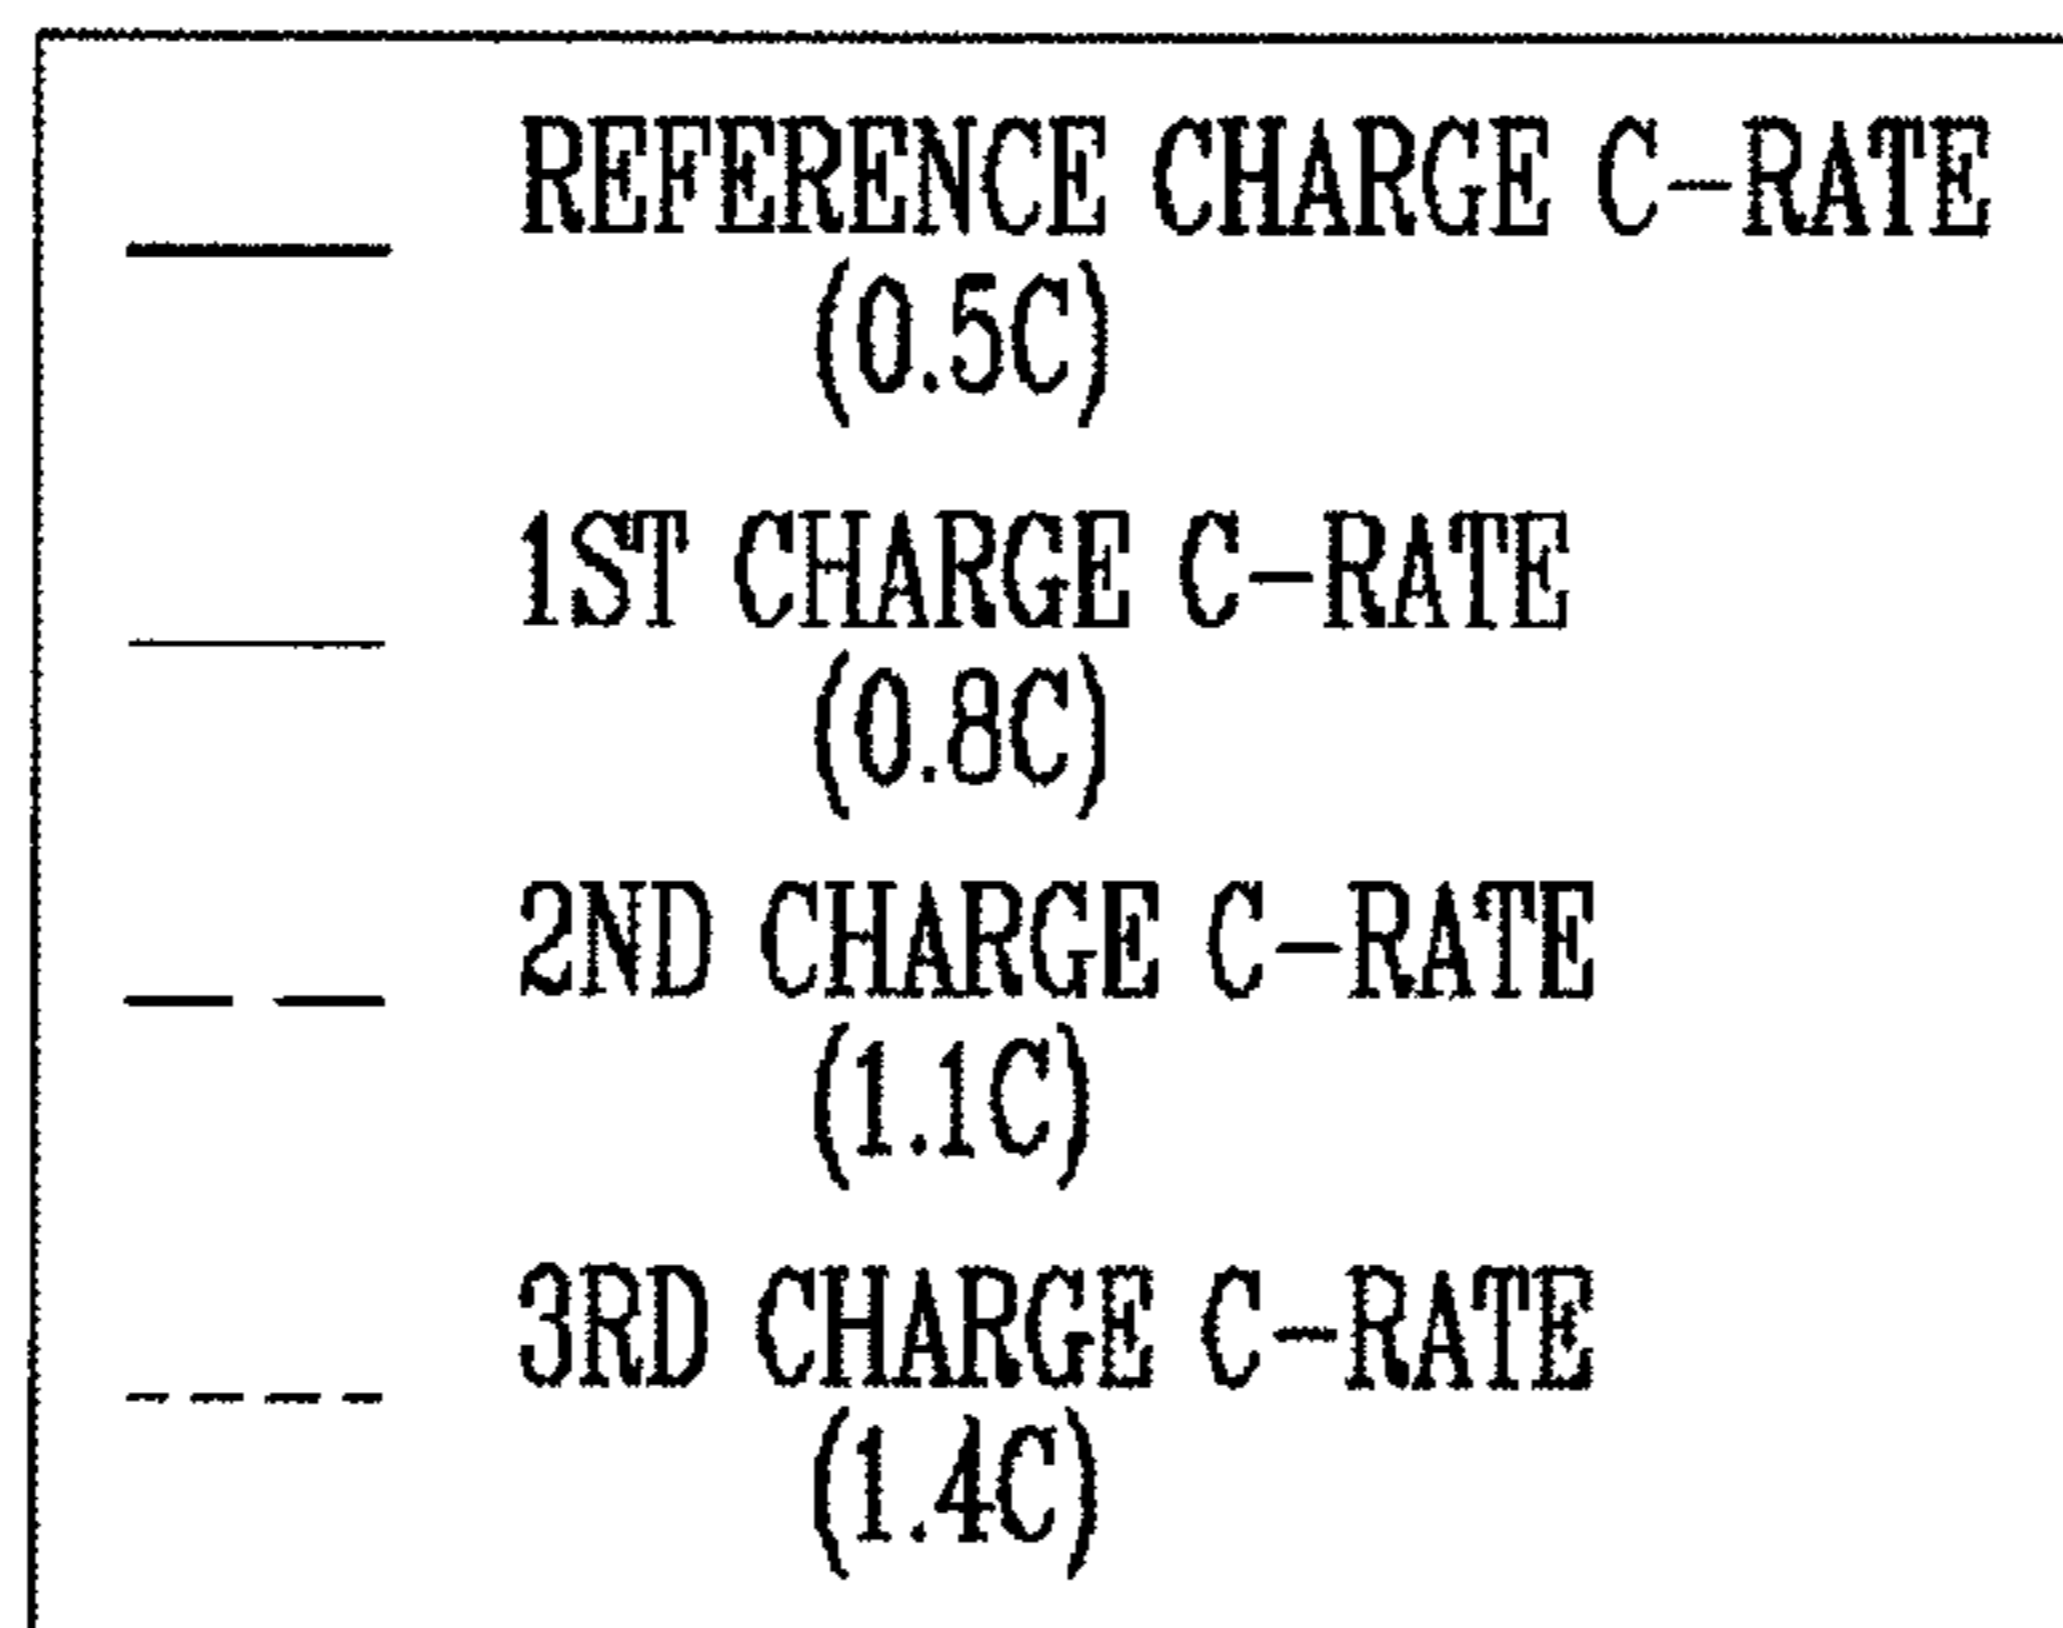 REFERENCE CHARGE C-RATE
(0.5C)
1ST CHARGE C-RATE
(0.8C)
2ND CHARGE C-RATE
(1.1C)
3RD CHARGE C-RATE
(1.4C)